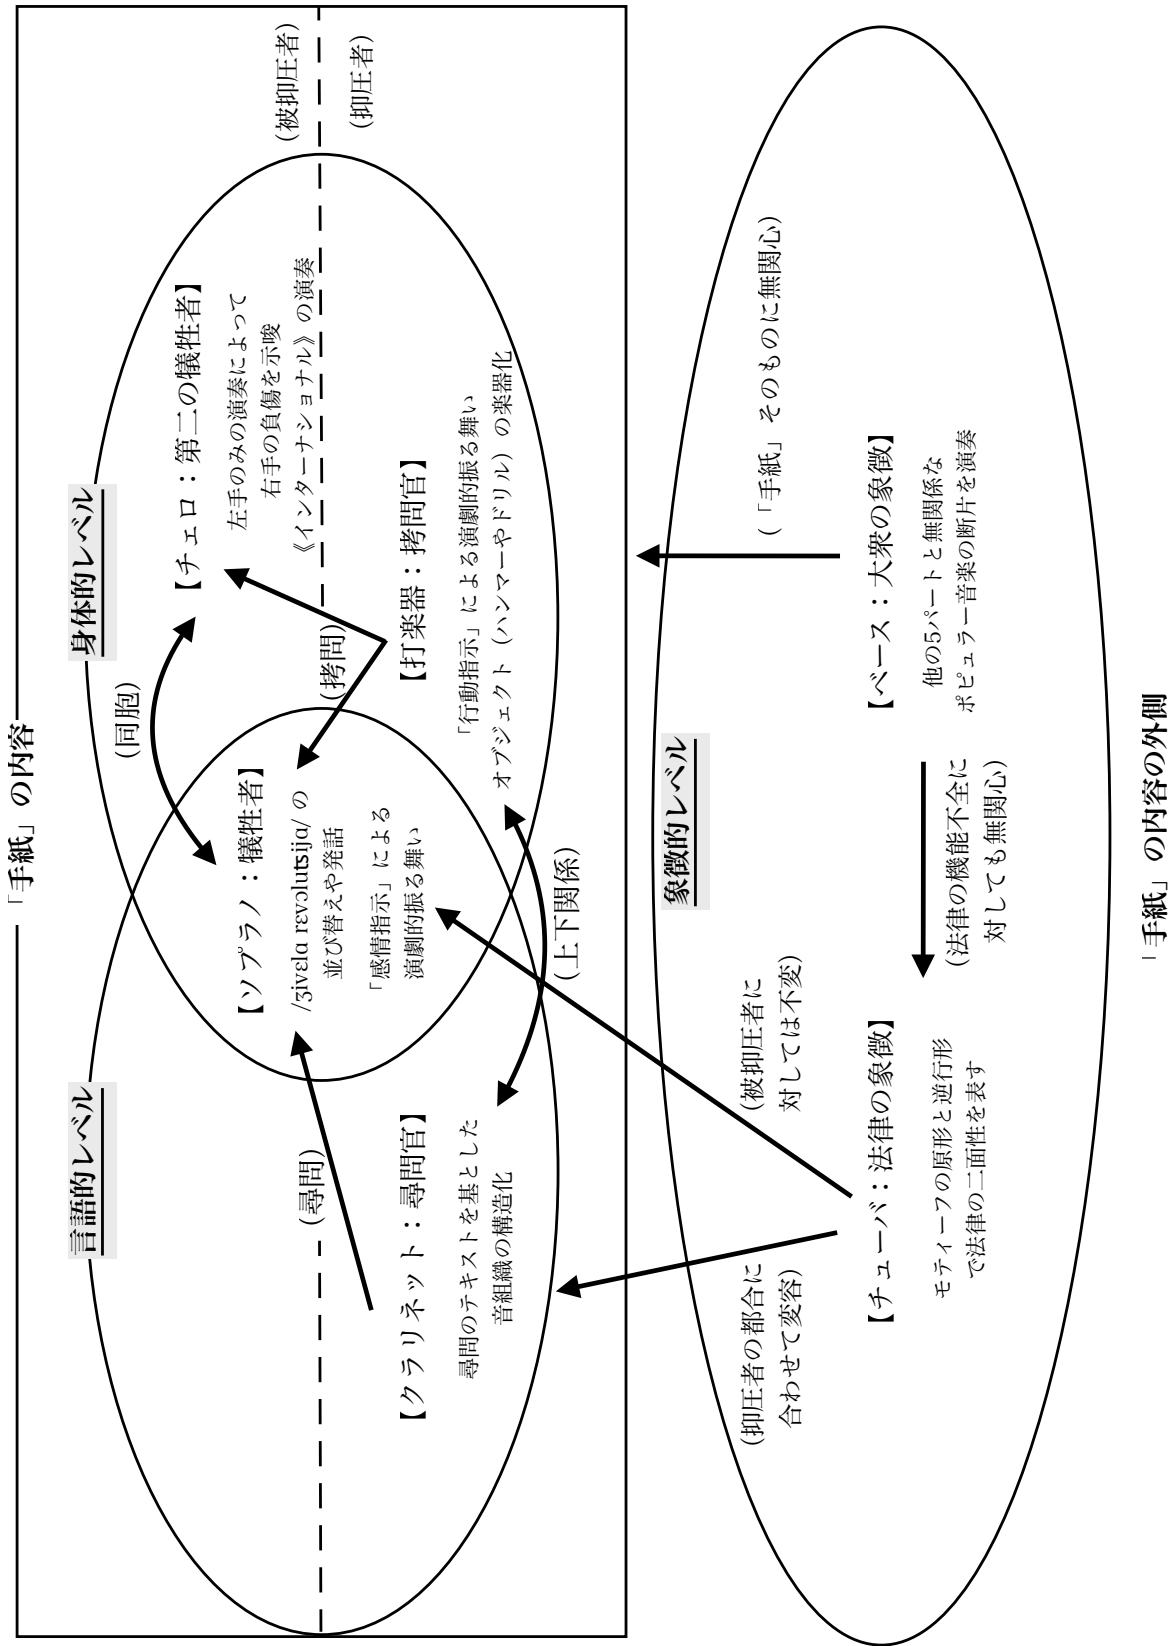 「手紙」の内容
言語的レベル
身体的レベル
(同胞)
【チェロ：第二の犠牲者】
左手のみの演奏によって
右手の負傷を示唆
《インターナショナル》の演奏
(被抑圧者)
(抑圧者)
【ソプラノ：犠牲者】
/ʒivɛla rɛvɔlutsija/ の
並び替えや発話
「感情指示」による
演劇的振る舞い
(尋問)
(拷問)
【クラリネット：尋問官】
尋問のテキストを基とした
音組織の構造化
【打楽器：拷問官】
「行動指示」による演劇的振る舞い
オブジェクト（ハンマーやドリル）の楽器化
(上下関係)
象徴的レベル
(抑圧者の都合に
合わせて変容)
(被抑圧者に
対しては不変)
(「手紙」そのものに無関心)
【チューバ：法律の象徴】
モティーフの原形と逆行形
で法律の二面性を表す
(法律の機能不全に
対しても無関心)
【ベース：大衆の象徴】
他の5パートと無関係な
ポピュラー音楽の断片を演奏
「手紙」の内容の外側